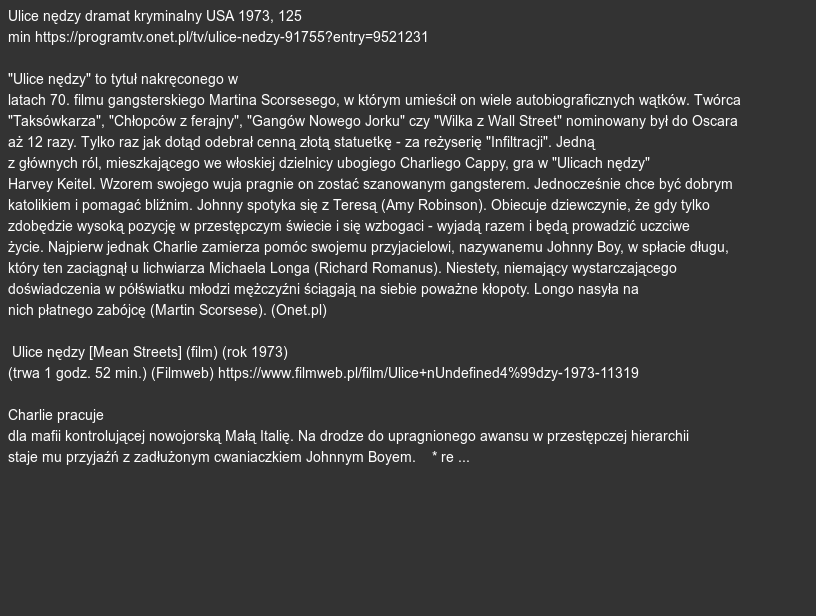 Ulice nędzy dramat kryminalny USA 1973, 125
min https://programtv.onet.pl/tv/ulice-nedzy-91755?entry=9521231
"Ulice nędzy" to tytuł nakręconego w
latach 70. filmu gangsterskiego Martina Scorsesego, w którym umieścił on wiele autobiograficznych wątków. Twórca
"Taksówkarza", "Chłopców z ferajny", "Gangów Nowego Jorku" czy "Wilka z Wall Street" nominowany był do Oscara
aż 12 razy. Tylko raz jak dotąd odebrał cenną złotą statuetkę - za reżyserię "Infiltracji". Jedną
z głównych ról, mieszkającego we włoskiej dzielnicy ubogiego Charliego Cappy, gra w "Ulicach nędzy"
Harvey Keitel. Wzorem swojego wuja pragnie on zostać szanowanym gangsterem. Jednocześnie chce być dobrym
katolikiem i pomagać bliźnim. Johnny spotyka się z Teresą (Amy Robinson). Obiecuje dziewczynie, że gdy tylko
zdobędzie wysoką pozycję w przestępczym świecie i się wzbogaci - wyjadą razem i będą prowadzić uczciwe
życie. Najpierw jednak Charlie zamierza pomóc swojemu przyjacielowi, nazywanemu Johnny Boy, w spłacie długu,
który ten zaciągnął u lichwiarza Michaela Longa (Richard Romanus). Niestety, niemający wystarczającego
doświadczenia w półświatku młodzi mężczyźni ściągają na siebie poważne kłopoty. Longo nasyła na
nich płatnego zabójcę (Martin Scorsese). (Onet.pl)
Ulice nędzy [Mean Streets] (film) (rok 1973)
(trwa 1 godz. 52 min.) (Filmweb) https://www.filmweb.pl/film/Ulice+nUndefined4%99dzy-1973-11319
Charlie pracuje
dla mafii kontrolującej nowojorską Małą Italię. Na drodze do upragnionego awansu w przestępczej hierarchii
staje mu przyjaźń z zadłużonym cwaniaczkiem Johnnym Boyem.    * re ...